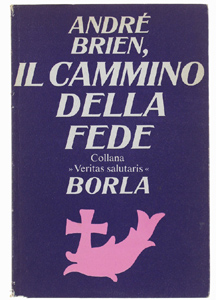 ANDRÉ
BRIEN,
IL CAMMINO
DELLA
FEDE
Collana
»Veritas salutaris«
BORLA